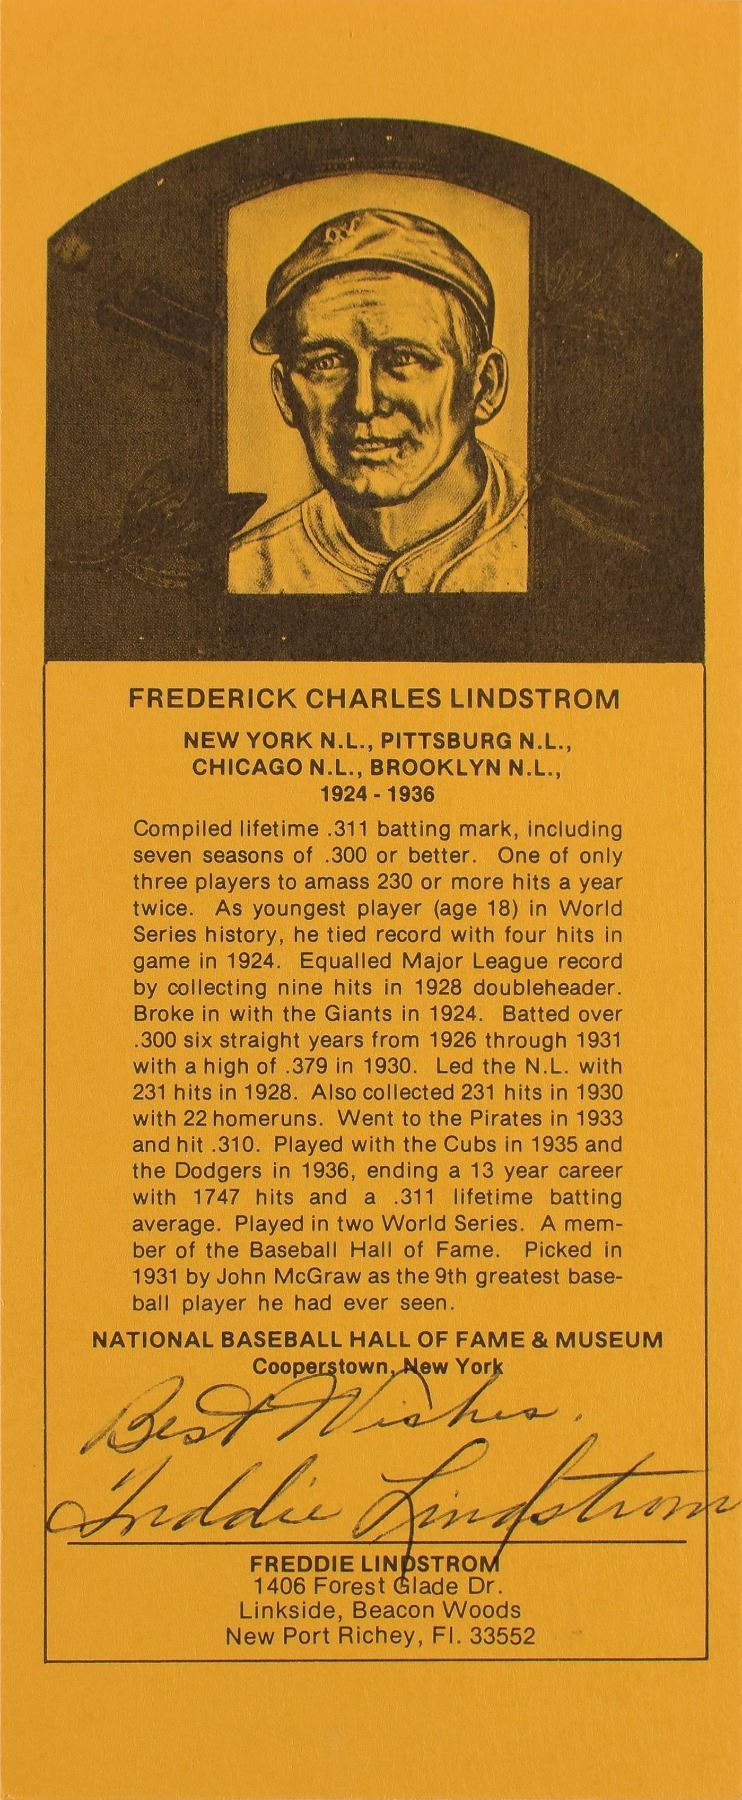 FREDERICK CHARLES LINDSTROM
NEW YORK N.L., PITTSBURG N.L.,
CHICAGO N.L., BROOKLYN N.L.,
1924 - 1936
Compiled lifetime .311 batting mark, including
seven seasons of .300 or better. One of only
three players to amass 230 or more hits a year
twice. As youngest player (age 18) in World
Series history, he tied record with four hits in
game in 1924. Equalled Major League record
by collecting nine hits in 1928 doubleheader.
Broke in with the Giants in 1924. Batted over
.300 six straight years from 1926 through 1931
with a high of .379 in 1930. Led the N.L. with
231 hits in 1928. Also collected 231 hits in 1930
with 22 homeruns. Went to the Pirates in 1933
and hit .310. Played with the Cubs in 1935 and
the Dodgers in 1936, ending a 13 year career
with 1747 hits and a .311 lifetime batting
average. Played in two World Series. A mem-
ber of the Baseball Hall of Fame. Picked in
1931 by John McGraw as the 9th greatest base-
ball player he had ever seen.
NATIONAL BASEBALL HALL OF FAME & MUSEUM
Cooperstown, New York
Best Wishes.
Freddie Lindstrom
FREDDIE LINDSTROM
1406 Forest Glade Dr.
Linkside, Beacon Woods
New Port Richey, Fl. 33552